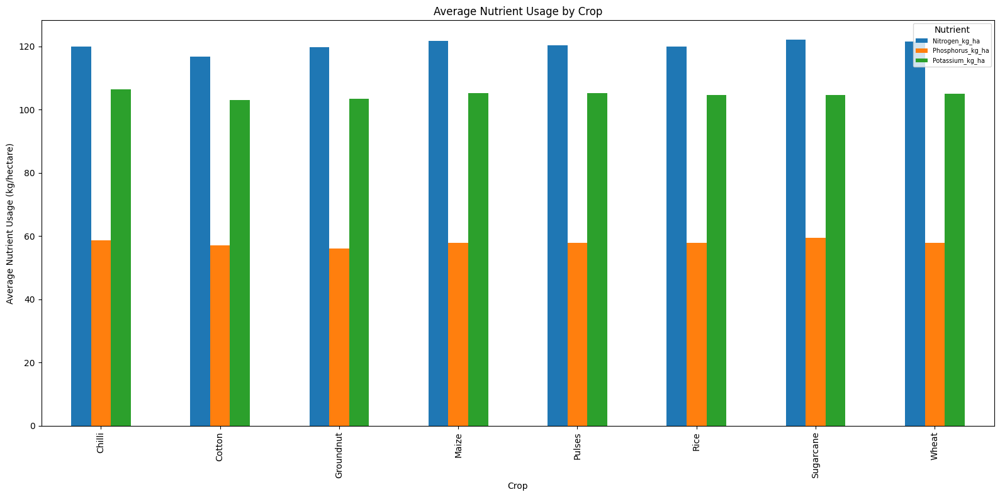 Average Nutrient Usage by Crop
Nutrient
Nitrogen_kg_ha
Phosphorus_kg_ha
Potassium_kg_ha
Average Nutrient Usage (kg/hectare)
120
100
80
60
40
20
0
Chilli
Cotton
Groundnut
Maize
Pulses
Rice
Sugarcane
Wheat
Crop